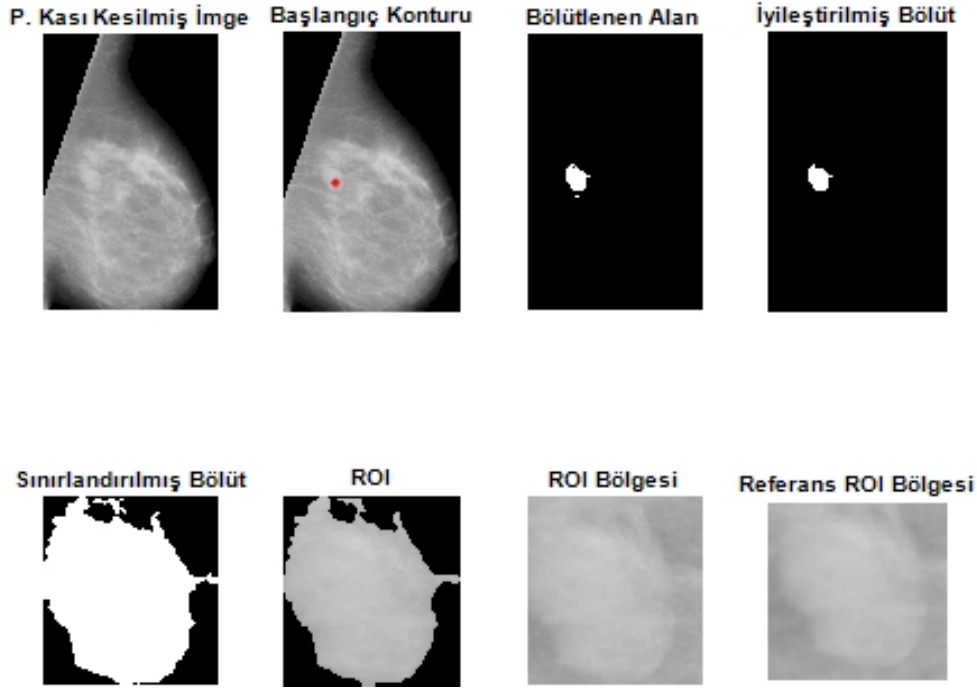 P. Kası Kesilmiş İmge
Başlangıç Konturu
Bölütlenen Alan
İyileştirilmiş Bölüt
Sınırlandırılmış Bölüt
ROI
ROI Bölgesi
Referans ROI Bölgesi